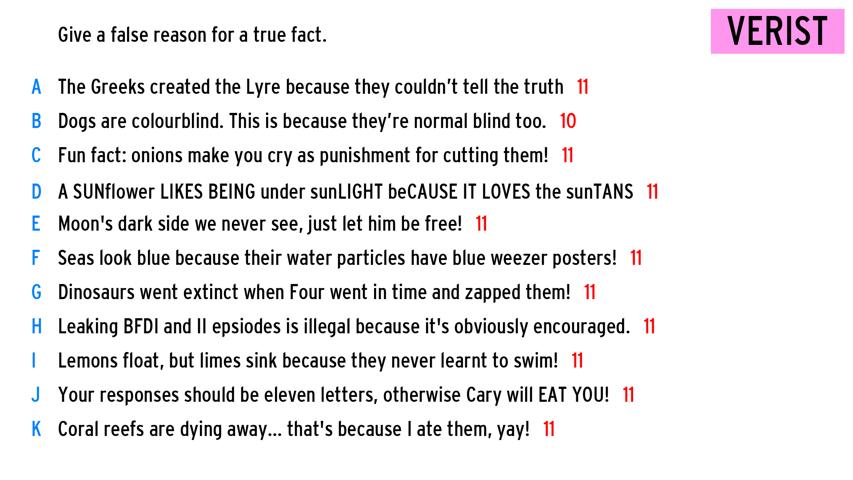 Give a false reason for a true fact.
VERIST
A The Greeks created the Lyre because they couldn't tell the truth 11
B Dogs are colourblind. This is because they're normal blind too. 10
C Fun fact: onions make you cry as punishment for cutting them! 11
D A SUNflower LIKES BEING under sunLIGHT beCAUSE IT LOVES the sunTANS 11
E Moon's dark side we never see, just let him be free! 11
F Seas look blue because their water particles have blue weezer posters! 11
G Dinosaurs went extinct when Four went in time and zapped them! 11
H Leaking BFDI and II epsiodes is illegal because it's obviously encouraged. 11
I Lemons float, but limes sink because they never learnt to swim! 11
J Your responses should be eleven letters, otherwise Cary will EAT YOU! 11
K Coral reefs are dying away... that's because I ate them, yay! 11